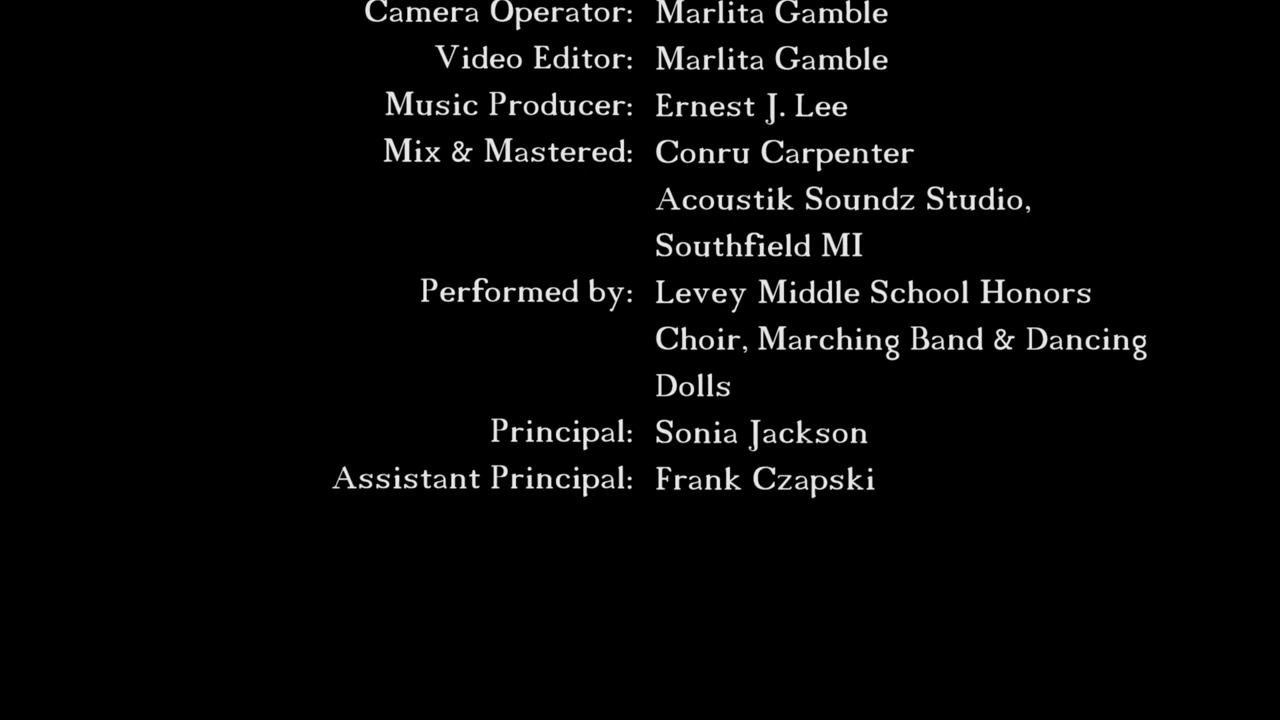 Camera Operator: Marlita Gamble
Video Editor: Marlita Gamble
Music Producer: Ernest J. Lee
Mix & Mastered: Conru Carpenter
Acoustik Soundz Studio,
Southfield MI
Performed by: Levey Middle School Honors
Choir, Marching Band & Dancing
Dolls
Principal: Sonia Jackson
Assistant Principal: Frank Czapski